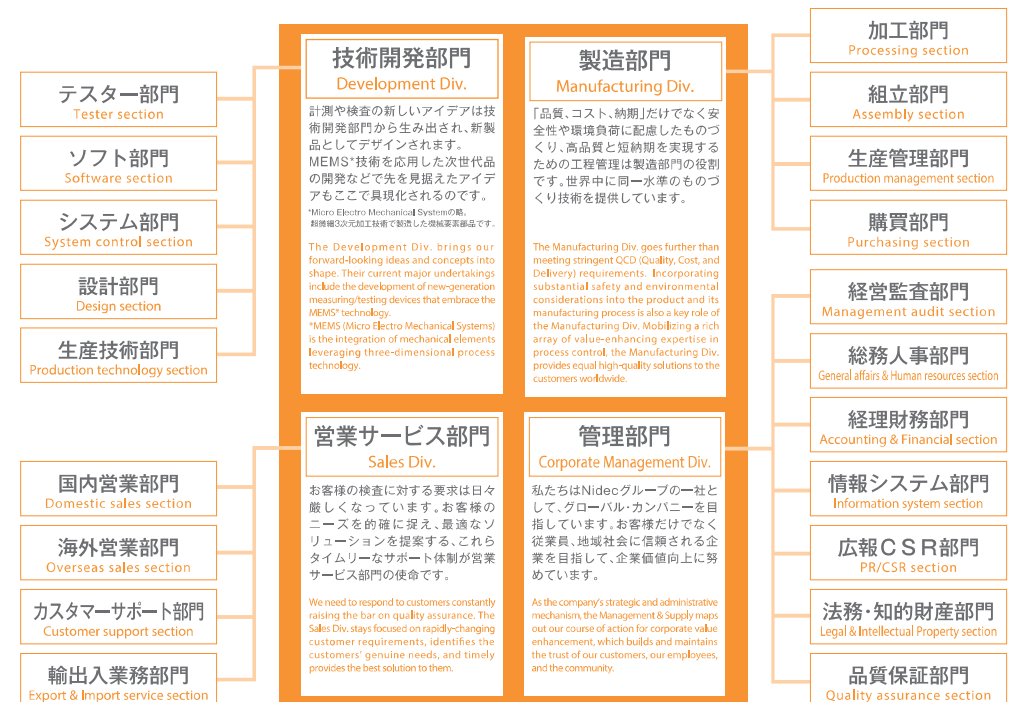 テスター部門
Tester section
ソフト部門
Software section
システム部門
System control section
設計部門
Design section
生産技術部門
Production technology section
技術開発部門
Development Div.
計測や検査の新しいアイデアは技
術開発部門から生み出され、新製
品としてデザインされます。
MEMS*技術を応用した次世代品
の開発などで先を見据えたアイデ
アもここで具現化されるのです。
*Micro Electro Mechanical Systemの略。
超微細3次元加工技術で製造した機械要素部品です。
The Development Div. brings our
forward-looking ideas and concepts into
shape. Their current major undertakings
include the development of new-generation
measuring/testing devices that embrace the
MEMS* technology.
*MEMS (Micro Electro Mechanical Systems)
is the integration of mechanical elements
leveraging three-dimensional process
technology.
製造部門
Manufacturing Div.
「品質、コスト、納期」だけでなく安
全性や環境負荷に配慮したものづ
くり、高品質と短納期を実現する
ための工程管理は製造部門の役割
です。世界中に同一水準のものづ
くり技術を提供しています。
The Manufacturing Div. goes further than
meeting stringent QCD (Quality, Cost, and
Delivery) requirements. Incorporating
substantial safety and environmental
considerations into the product and its
manufacturing process is also a key role of
the Manufacturing Div. Mobilizing a rich
array of value-enhancing expertise in
process control, the Manufacturing Div.
provides equal high-quality solutions to the
customers worldwide.
加工部門
Processing section
組立部門
Assembly section
生産管理部門
Production management section
購買部門
Purchasing section
国内営業部門
Domestic sales section
海外営業部門
Overseas sales section
カスタマーサポート部門
Customer support section
輸出入業務部門
Export & Import service section
営業サービス部門
Sales Div.
お客様の検査に対する要求は日々
厳しくなっています。お客様の
ニーズを的確に捉え、最適なソ
リューションを提案する、これら
タイムリーなサポート体制が営業
サービス部門の使命です。
We need to respond to customers constantly
raising the bar on quality assurance. The
Sales Div. stays focused on rapidly-changing
customer requirements, identifies the
customers' genuine needs, and timely
provides the best solution to them.
管理部門
Corporate Management Div.
私たちはNidecグループの一社と
して、グローバル・カンパニーを目
指しています。お客様だけでなく
従業員、地域社会に信頼される企
業を目指して、企業価値向上に努
めています。
As the company's strategic and administrative
mechanism, the Management & Supply maps
out our course of action for corporate value
enhancement, which builds and maintains
the trust of our customers, our employees,
and the community.
経営監査部門
Management audit section
総務人事部門
General affairs & Human resources section
経理財務部門
Accounting & Financial section
情報システム部門
Information system section
広報CSR部門
PR/CSR section
法務・知的財産部門
Legal & Intellectual Property section
品質保証部門
Quality assurance section